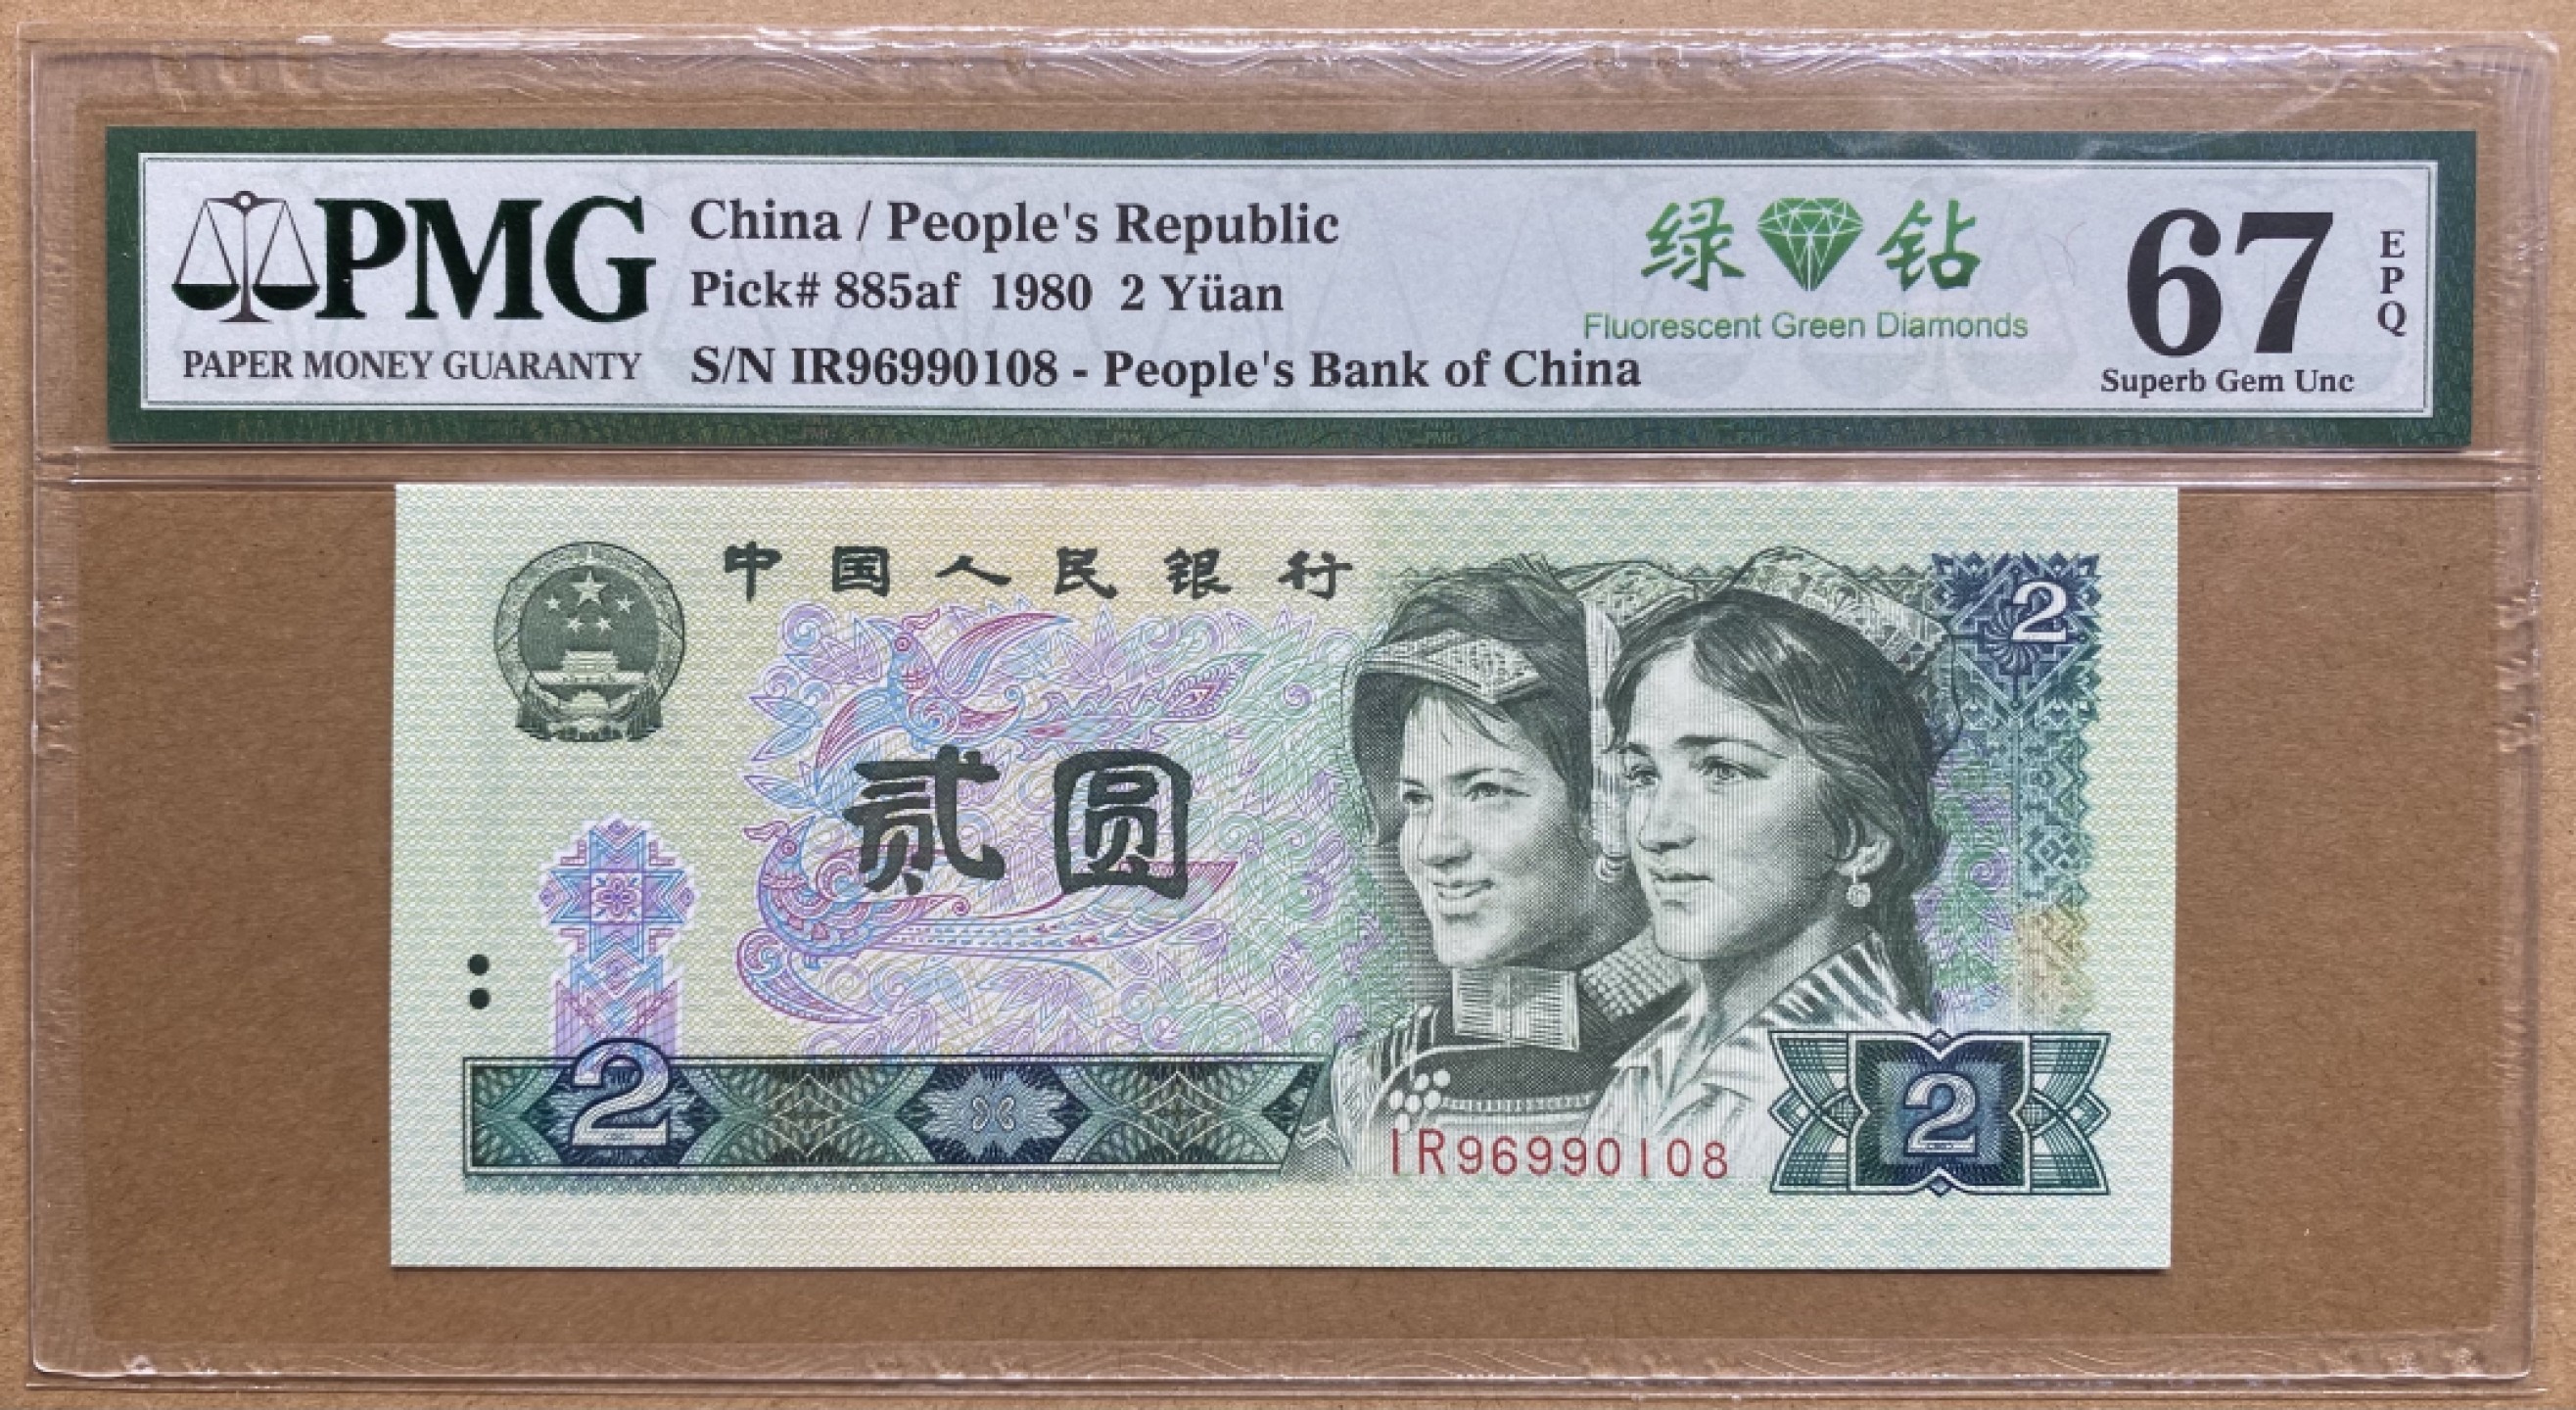 PMG
PAPER MONEY GUARANTY
China / People's Republic
Pick# 885af 1980 2 Yüan
S/N IR96990108 - People's Bank of China
绿 钻
Fluorescent Green Diamonds
67
EPQ
Superb Gem Unc
中国人民银行
2
贰圆
2
2
IR96990108